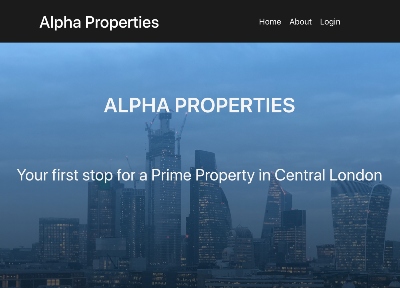 Alpha Properties
Home About Login
ALPHA PROPERTIES
Your first stop for a Prime Property in Central London